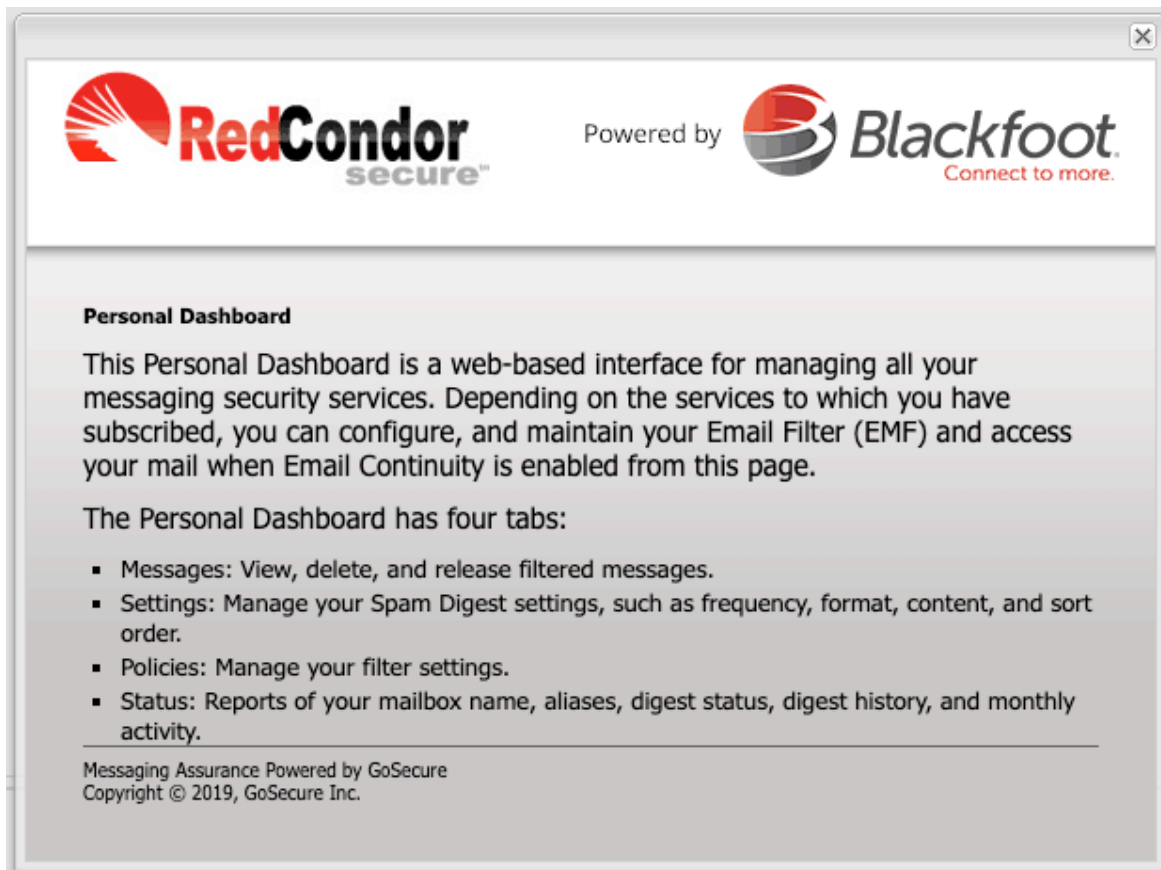 RedCondor
secure™
Powered by
Blackfoot.
Connect to more.
Personal Dashboard
This Personal Dashboard is a web-based interface for managing all your
messaging security services. Depending on the services to which you have
subscribed, you can configure, and maintain your Email Filter (EMF) and access
your mail when Email Continuity is enabled from this page.
The Personal Dashboard has four tabs:
▪ Messages: View, delete, and release filtered messages.
▪ Settings: Manage your Spam Digest settings, such as frequency, format, content, and sort
order.
▪ Policies: Manage your filter settings.
▪ Status: Reports of your mailbox name, aliases, digest status, digest history, and monthly
activity.
Messaging Assurance Powered by GoSecure
Copyright © 2019, GoSecure Inc.